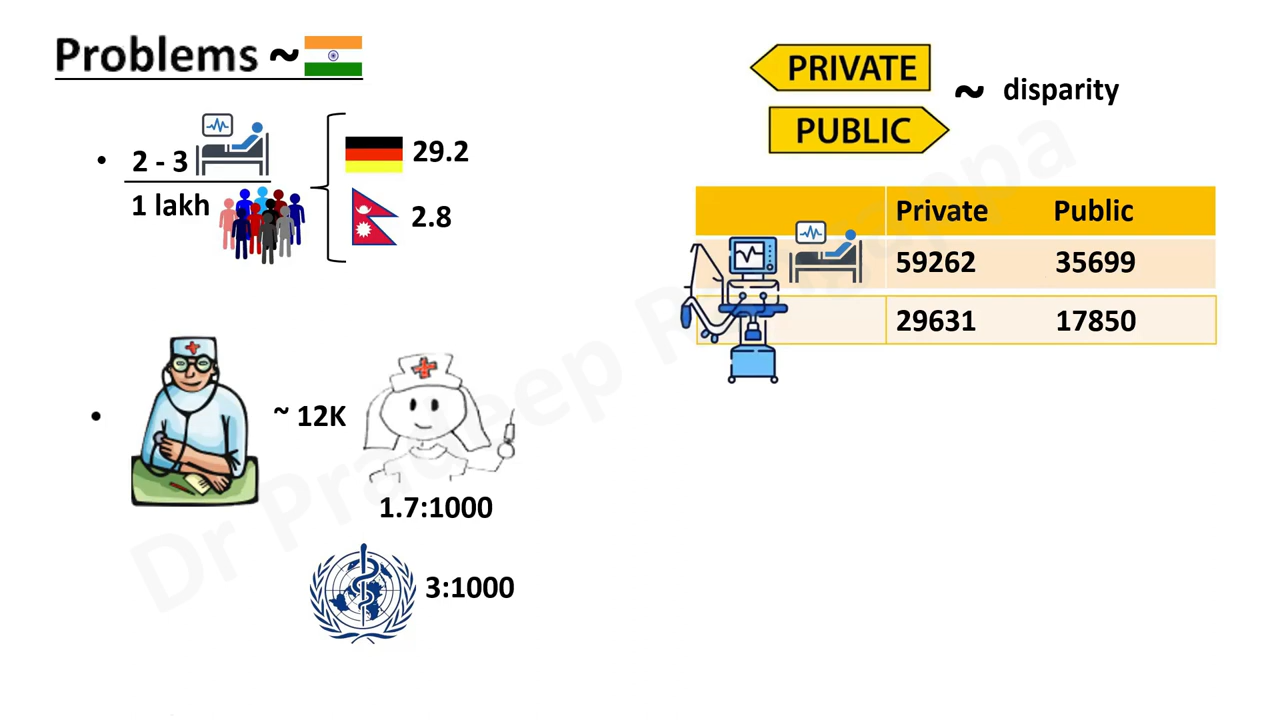 Problems ~
• 2 - 3
1 lakh
29.2
2.8
• ~ 12K
1.7:1000
3:1000
PRIVATE
PUBLIC
~ disparity
Private Public
59262 35699
29631 17850